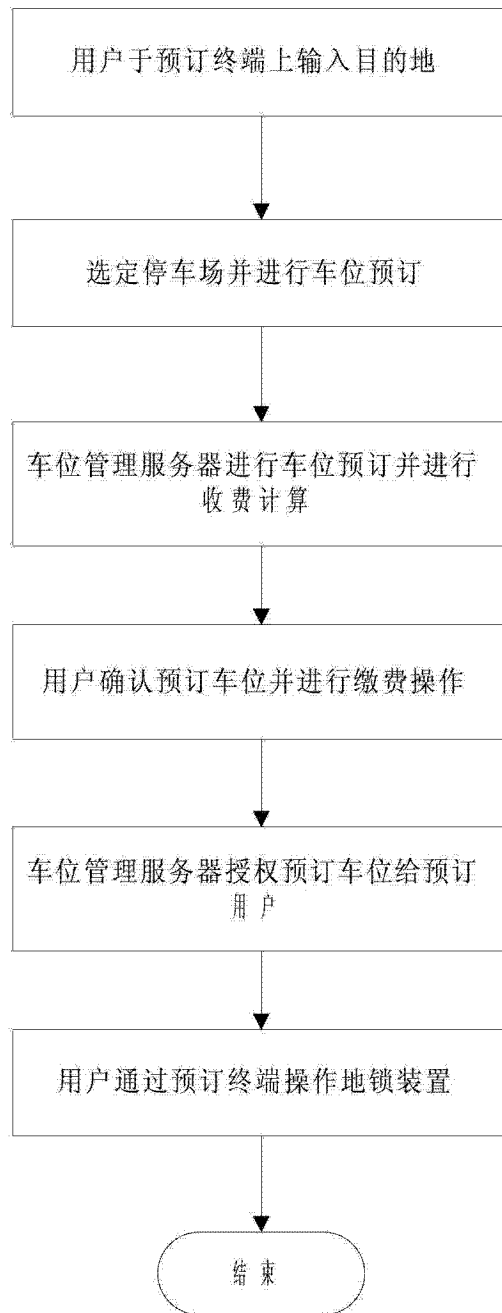 用户于预订终端上输入目的地
选定停车场并进行车位预订
车位管理服务器进行车位预订并进行
收费计算
用户确认预订车位并进行缴费操作
车位管理服务器授权预订车位给预订
用户
用户通过预订终端操作地锁装置
结束